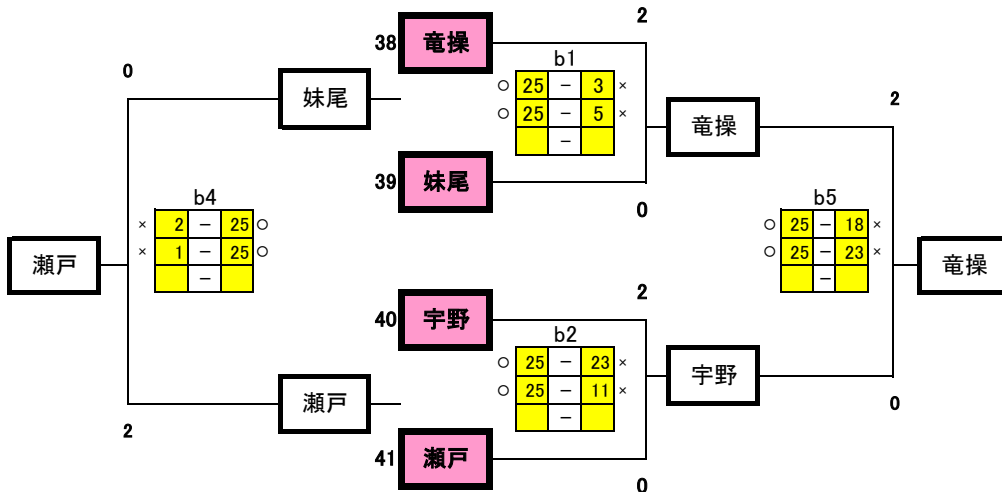 2
38 竜操
b1
0
妹尾
○ 25 － 3 ×
2
○ 25 － 5 ×
竜操
－
39 妹尾
b4
b5
0
× 2 － 25 ○
○ 25 － 18 ×
× 1 － 25 ○
○ 25 － 23 ×
瀬戸
竜操
－
－
2
40 宇野
b2
○ 25 － 23 ×
宇野
瀬戸
○ 25 － 11 ×
0
－
2
41 瀬戸
0